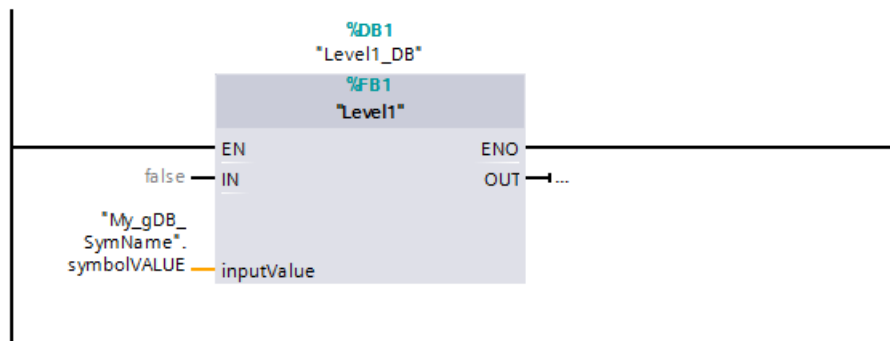 %DB1
"Level1_DB"
%FB1
"Level1"
EN ENO
false IN OUT ...
"My_gDB_
SymName".
symbolVALUE inputValue